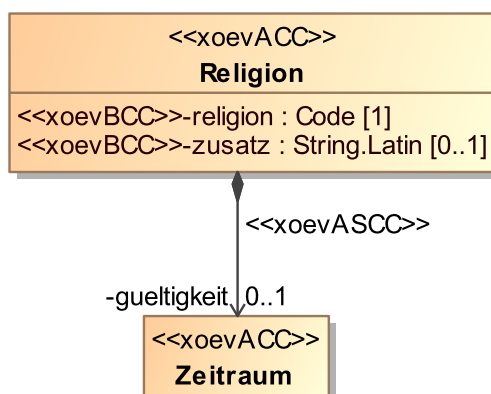 <<xoevACC>>
Religion
<<xoevBCC>>-religion : Code [1]
<<xoevBCC>>-zusatz : String.Latin [0..1]
<<xoevASCC>>
-gueltigkeit 0..1
<<xoevACC>>
Zeitraum